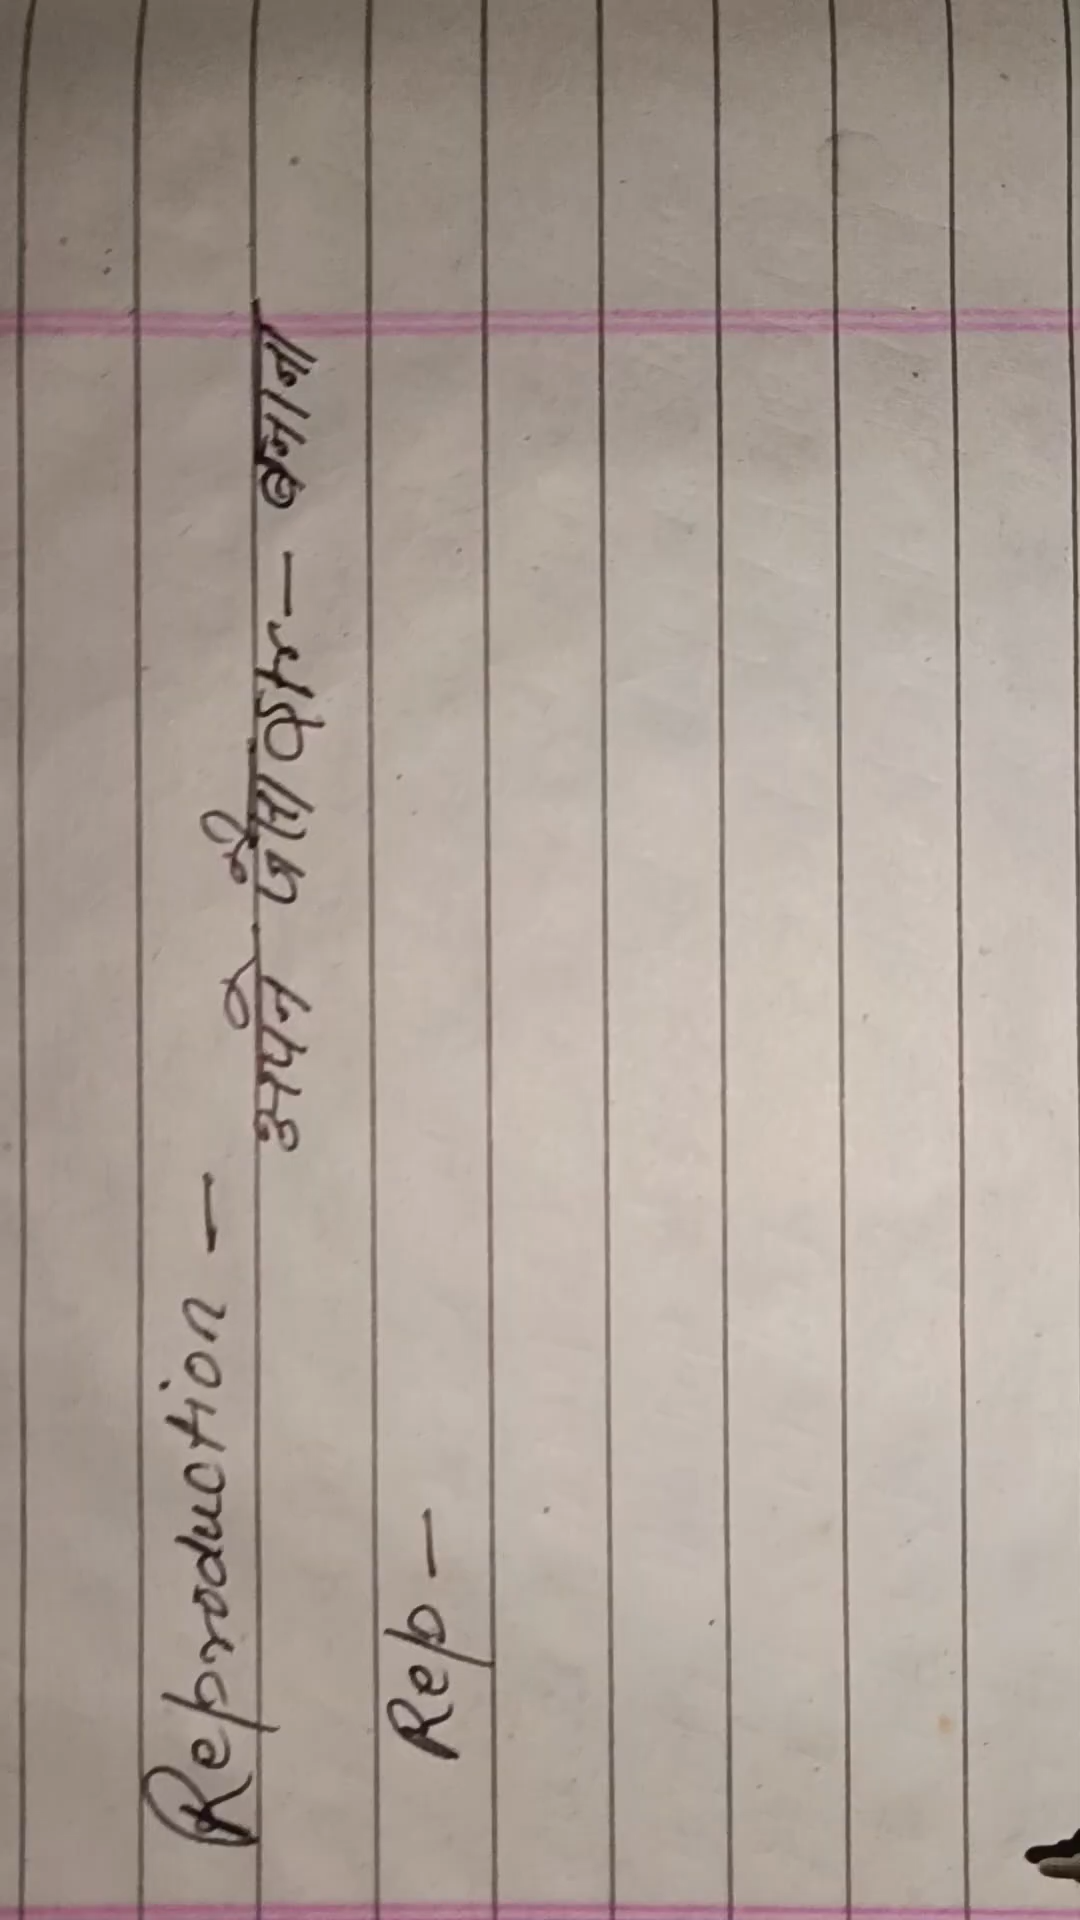 Reproduction –
अपने जैसा क्लोन – बनाना
Rep –